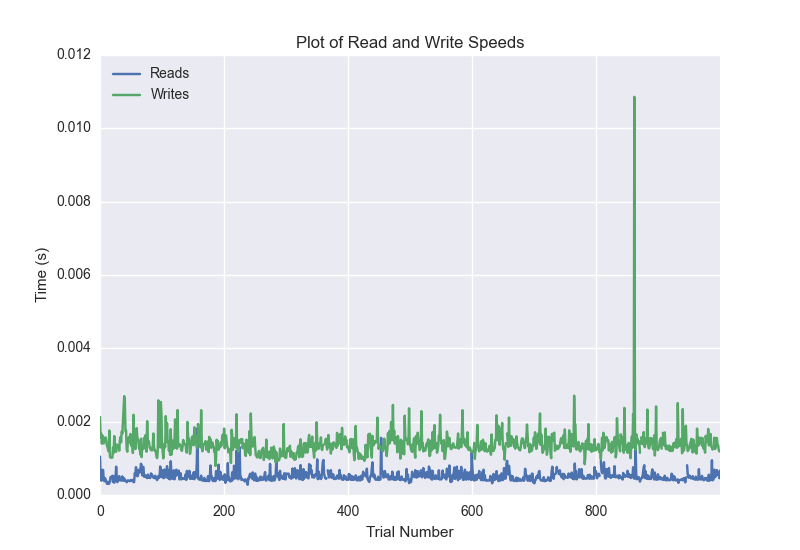 Plot of Read and Write Speeds
0.012
Reads
Writes
0.010
0.008
0.006
Time (s)
0.004
0.002
0.000
0 200 400 600 800
Trial Number